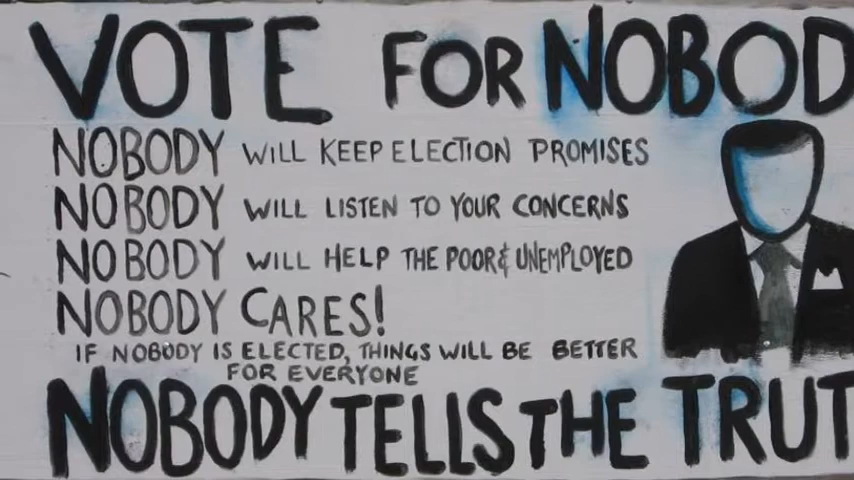 VOTE FOR NOBOD
NOBODY WILL KEEP ELECTION PROMISES
NOBODY WILL LISTEN TO YOUR CONCERNS
NOBODY WILL HELP THE POOR & UNEMPLOYED
NOBODY CARES!
IF NOBODY IS ELECTED, THINGS WILL BE BETTER
FOR EVERYONE
NOBODY TELLS THE TRUT